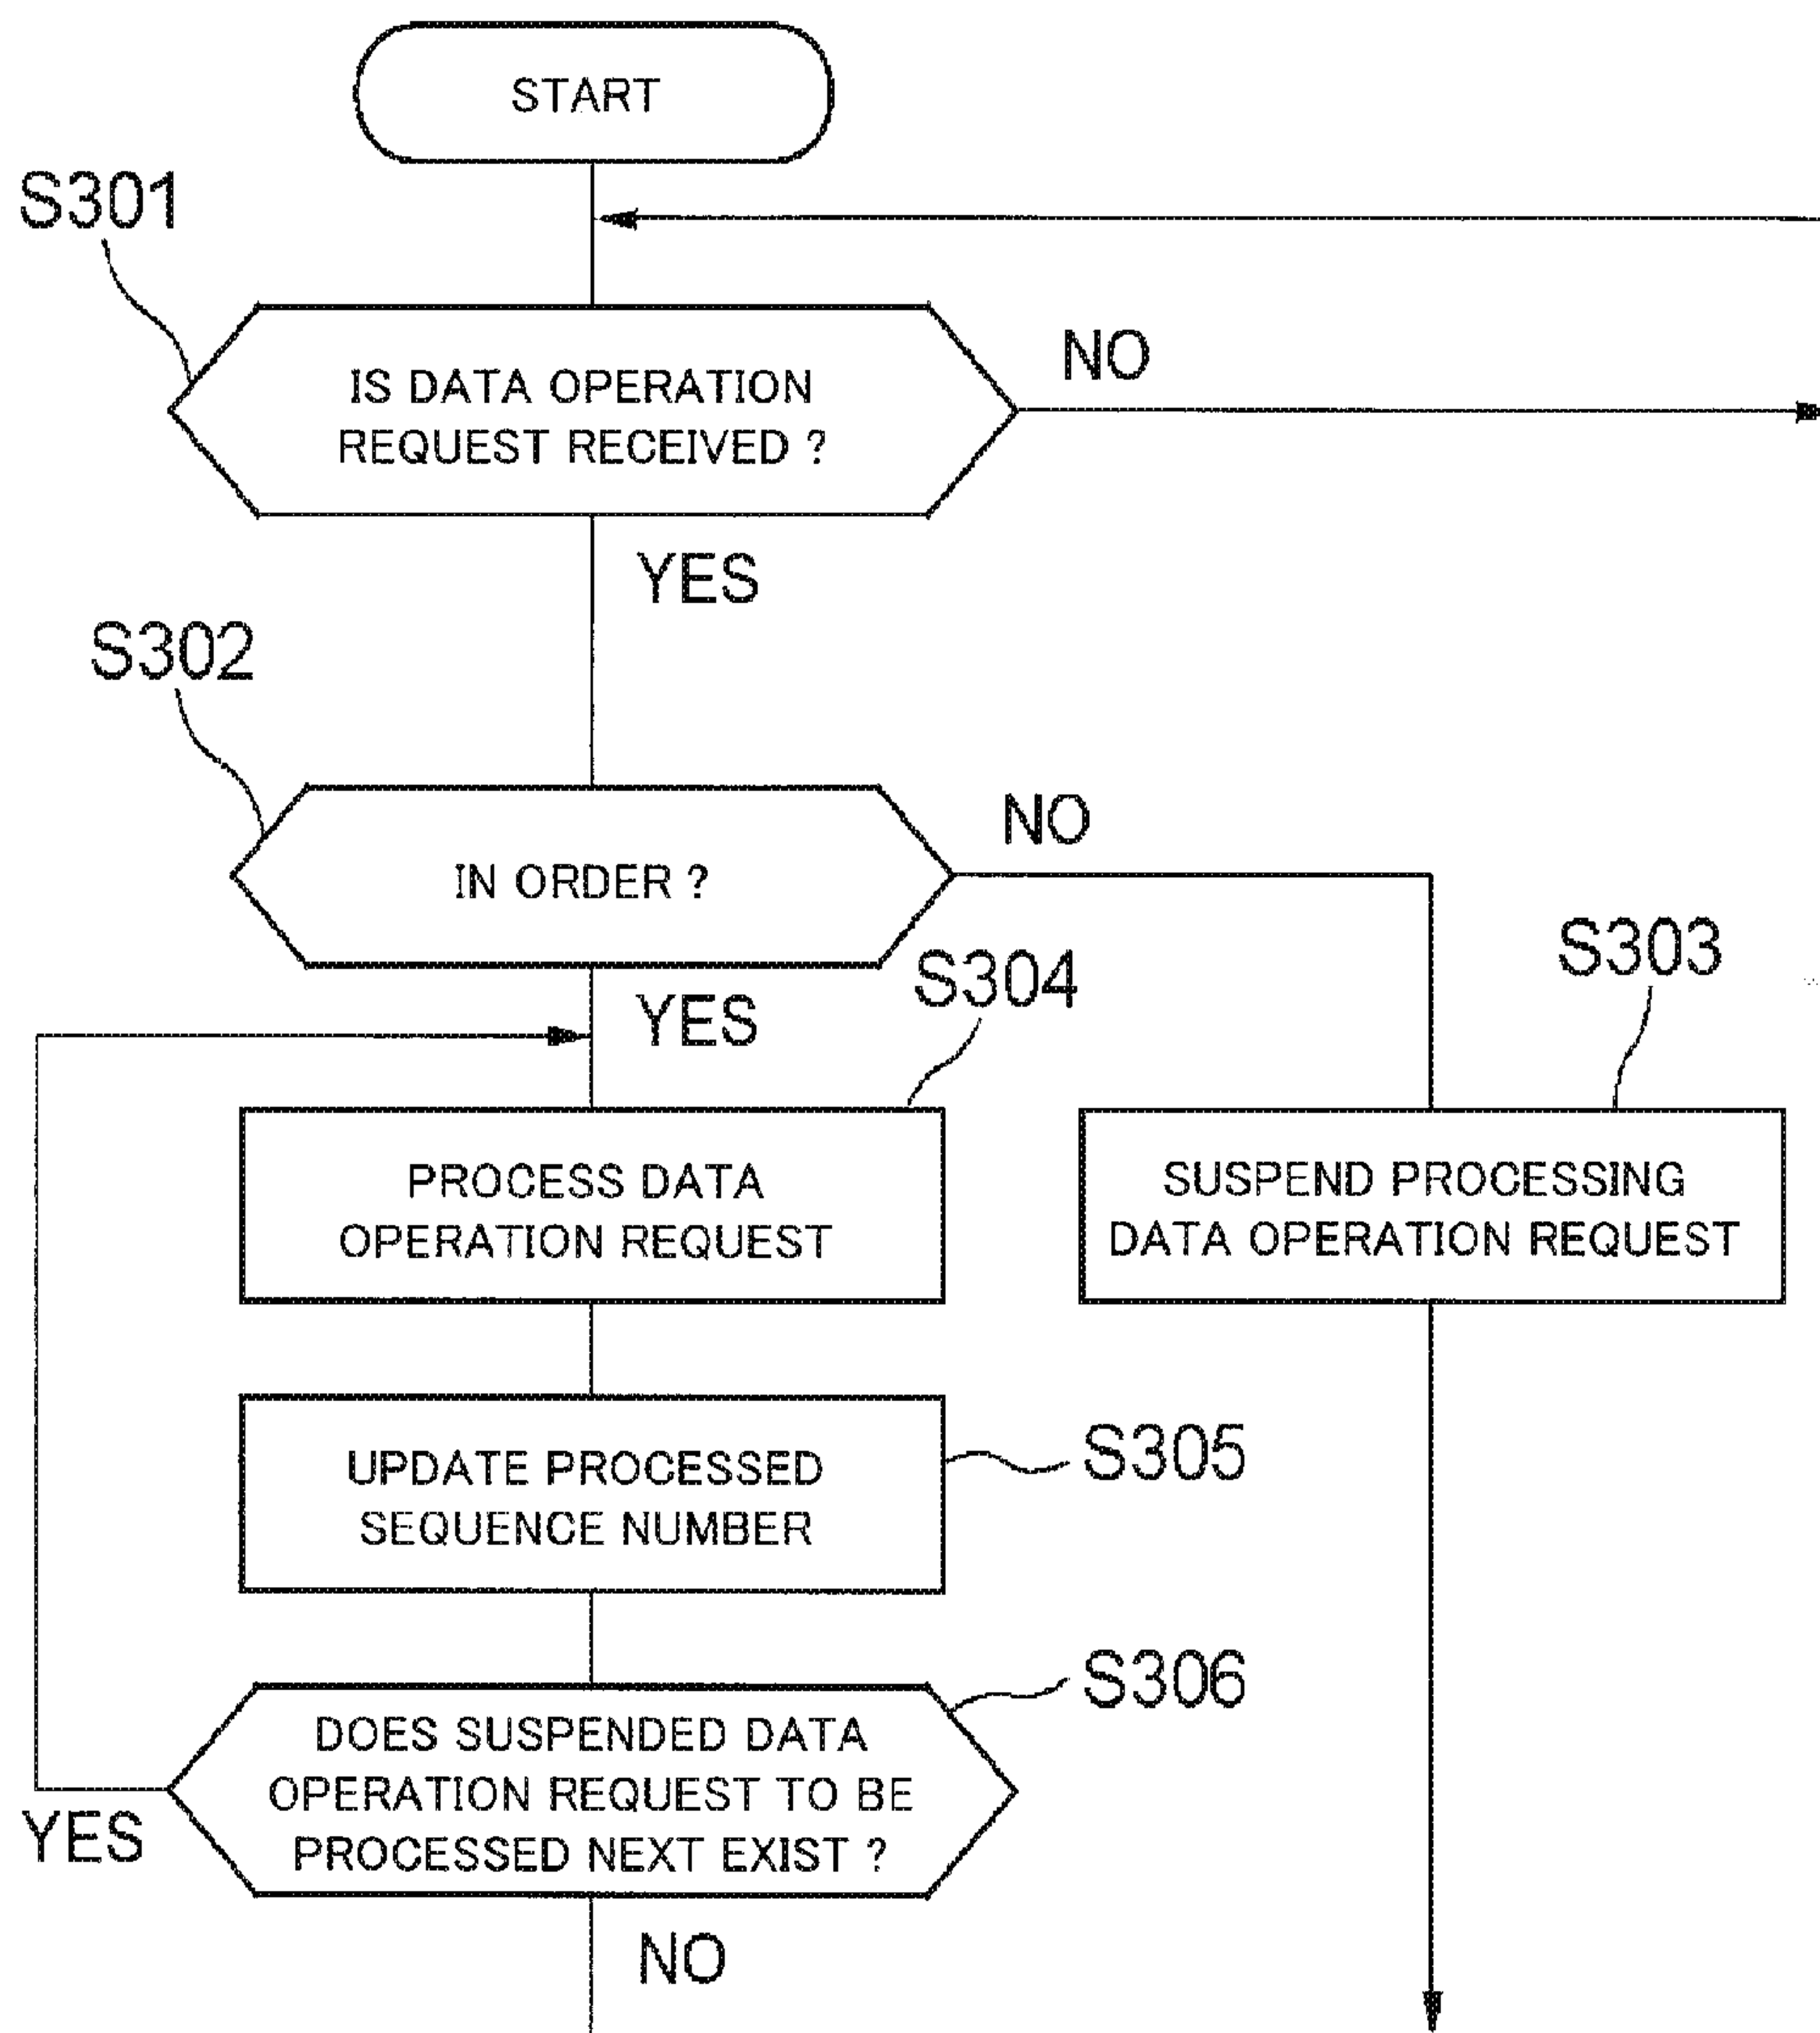 START
S301
IS DATA OPERATION
REQUEST RECEIVED ?
NO
YES
S302
IN ORDER ?
NO
YES
S304
S303
PROCESS DATA
OPERATION REQUEST
SUSPEND PROCESSING
DATA OPERATION REQUEST
UPDATE PROCESSED
SEQUENCE NUMBER
S305
S306
DOES SUSPENDED DATA
OPERATION REQUEST TO BE
PROCESSED NEXT EXIST ?
YES
NO